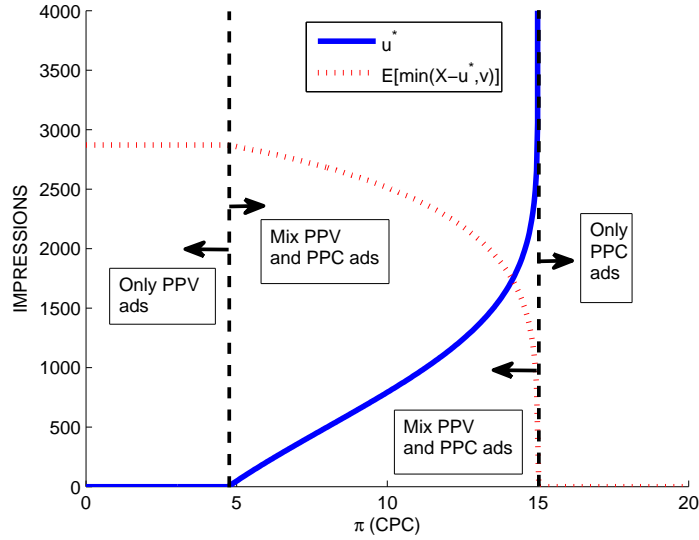 4000
3500
3000
2500
2000
1500
1000
500
0
IMPRESSIONS
u*
E[min(X−u*,v)]
Mix PPV
and PPC ads
Only PPV
ads
Only
PPC
ads
Mix PPV
and PPC ads
0
5
10
15
20
π (CPC)